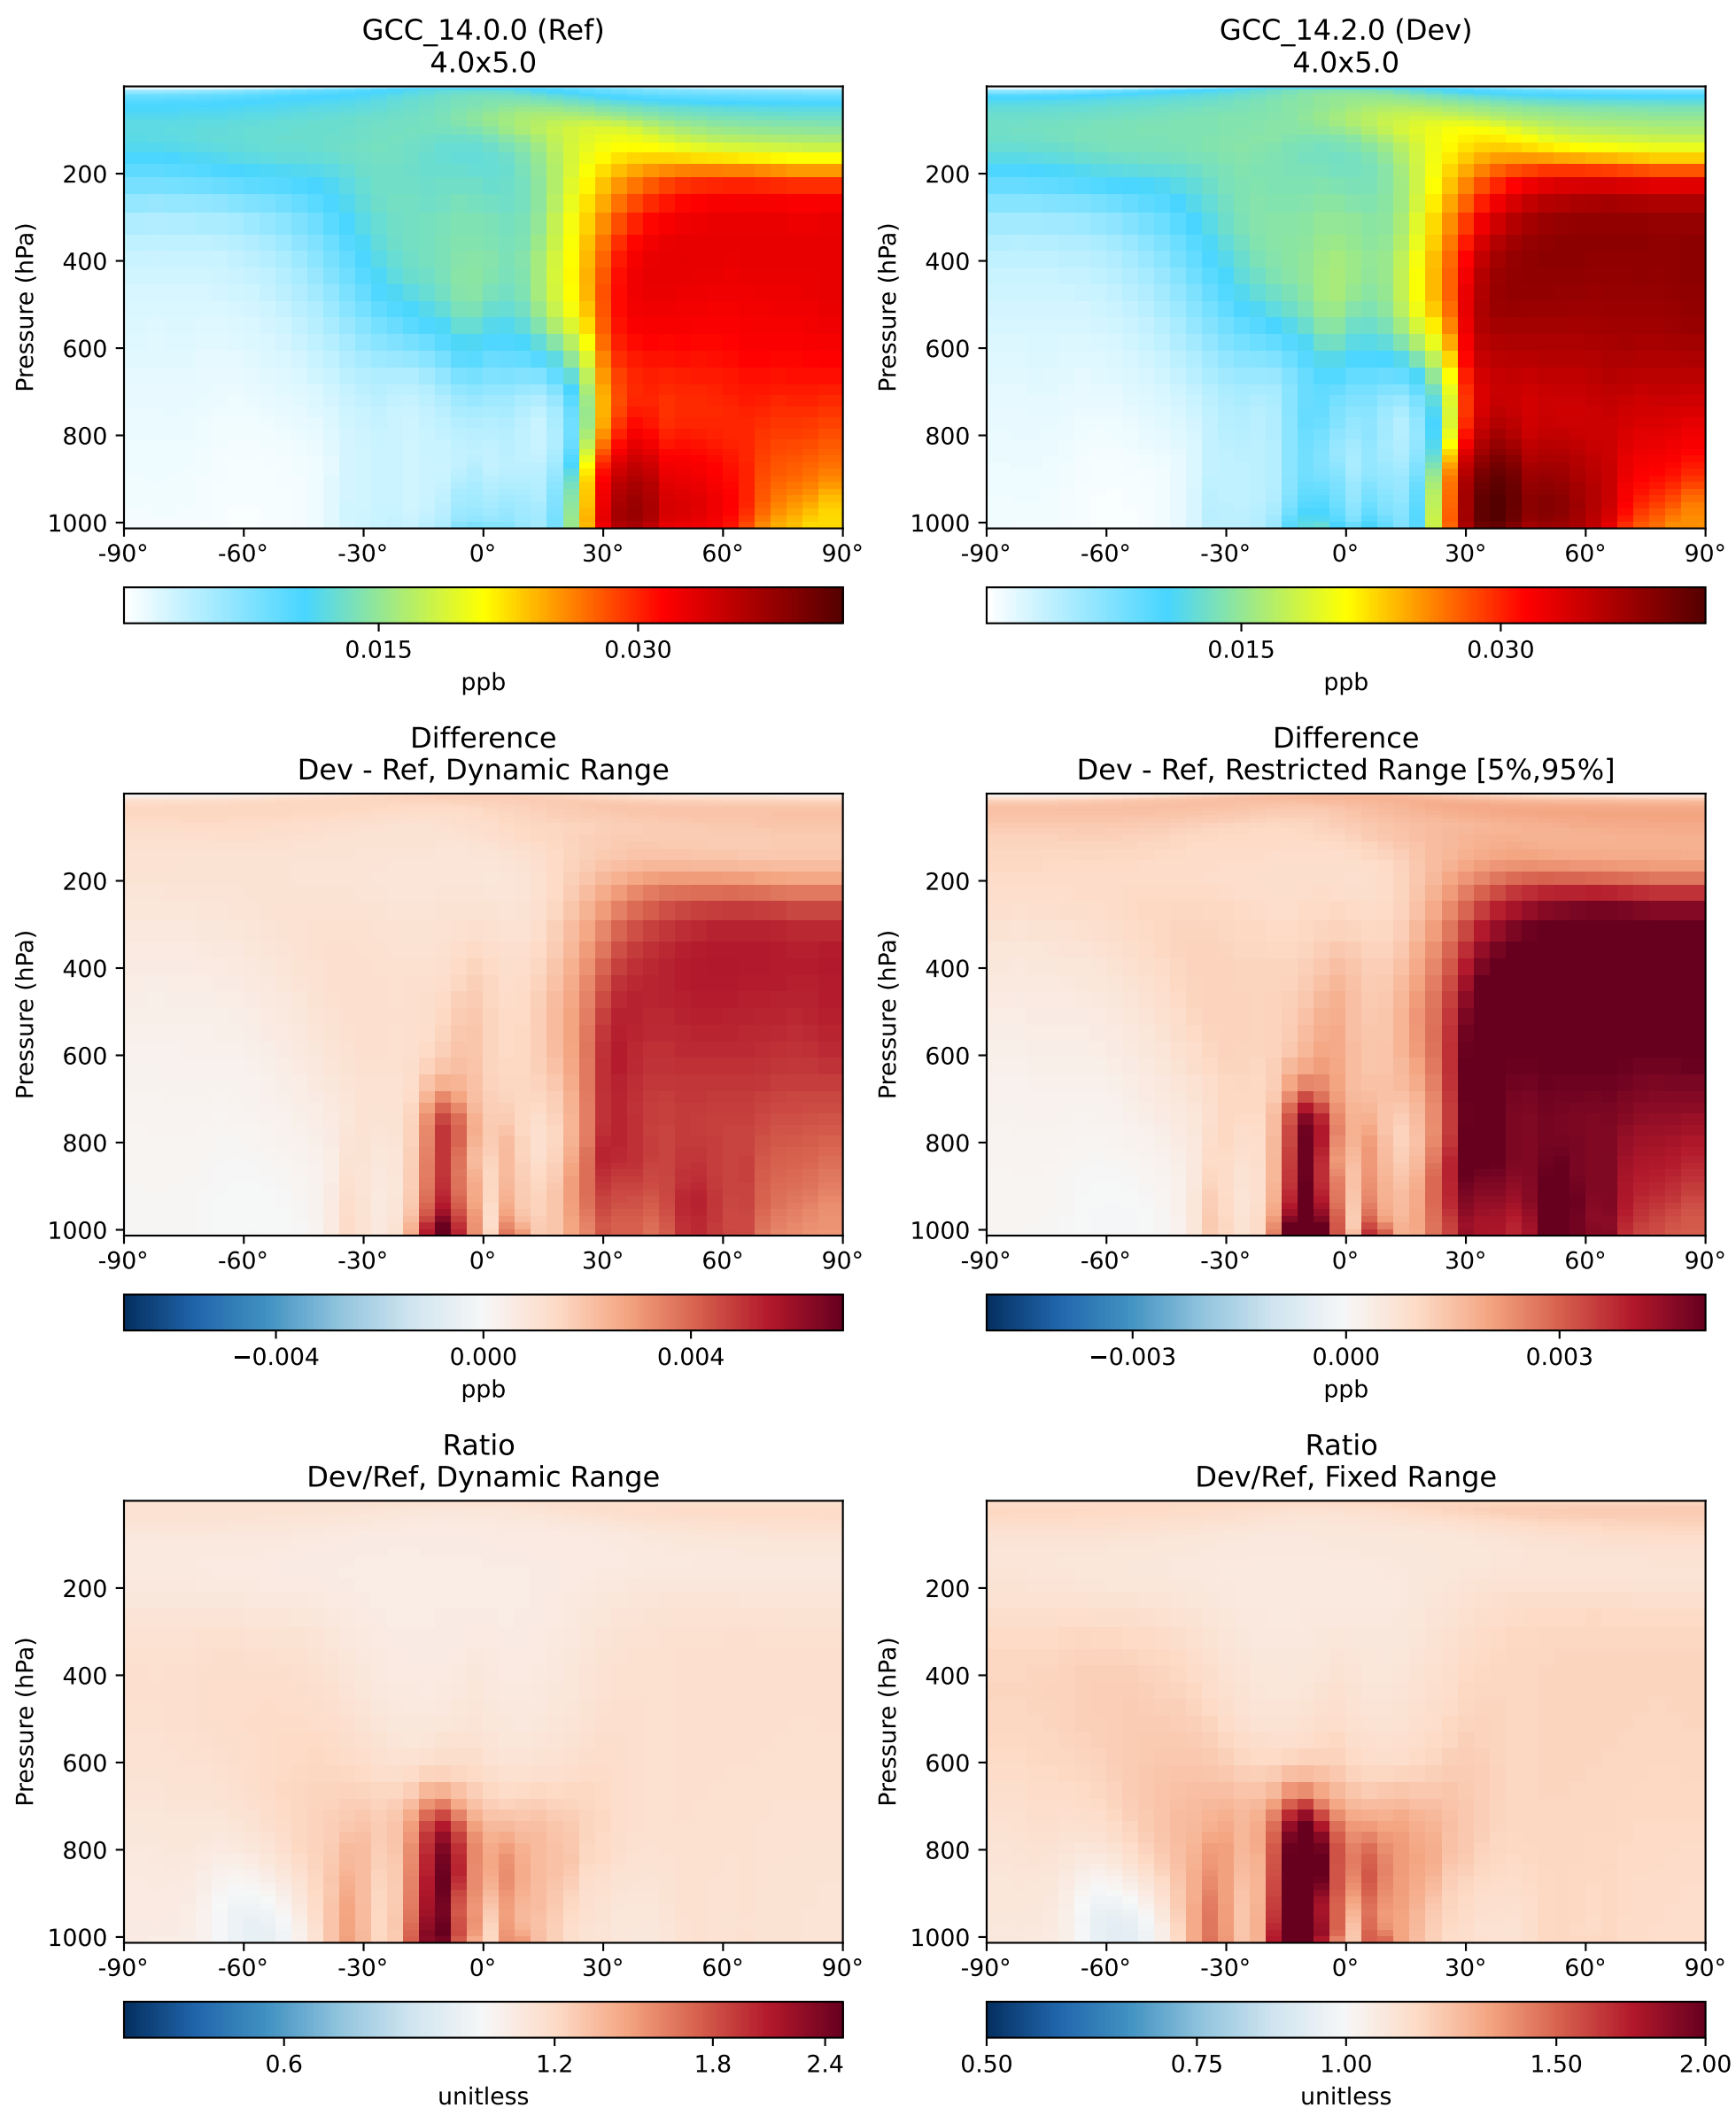 GCC_14.0.0 (Ref)
4.0x5.0
GCC_14.2.0 (Dev)
4.0x5.0
Pressure (hPa)
200
400
600
800
1000
-90° -60° -30° 0° 30° 60° 90°
0.015 0.030
ppb
Pressure (hPa)
200
400
600
800
1000
-90° -60° -30° 0° 30° 60° 90°
0.015 0.030
ppb
Difference
Dev - Ref, Dynamic Range
Difference
Dev - Ref, Restricted Range [5%,95%]
Pressure (hPa)
200
400
600
800
1000
-90° -60° -30° 0° 30° 60° 90°
−0.004 0.000 0.004
ppb
Pressure (hPa)
200
400
600
800
1000
-90° -60° -30° 0° 30° 60° 90°
−0.003 0.000 0.003
ppb
Ratio
Dev/Ref, Dynamic Range
Ratio
Dev/Ref, Fixed Range
Pressure (hPa)
200
400
600
800
1000
-90° -60° -30° 0° 30° 60° 90°
0.6 1.2 1.8 2.4
unitless
Pressure (hPa)
200
400
600
800
1000
-90° -60° -30° 0° 30° 60° 90°
0.50 0.75 1.00 1.50 2.00
unitless